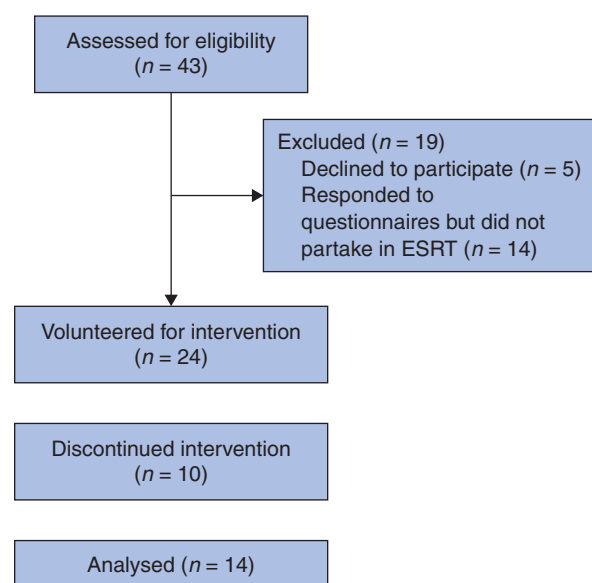 Assessed for eligibility
(n = 43)
Excluded (n = 19)
Declined to participate (n = 5)
Responded to
questionnaires but did not
partake in ESRT (n = 14)
Volunteered for intervention
(n = 24)
Discontinued intervention
(n = 10)
Analysed (n = 14)